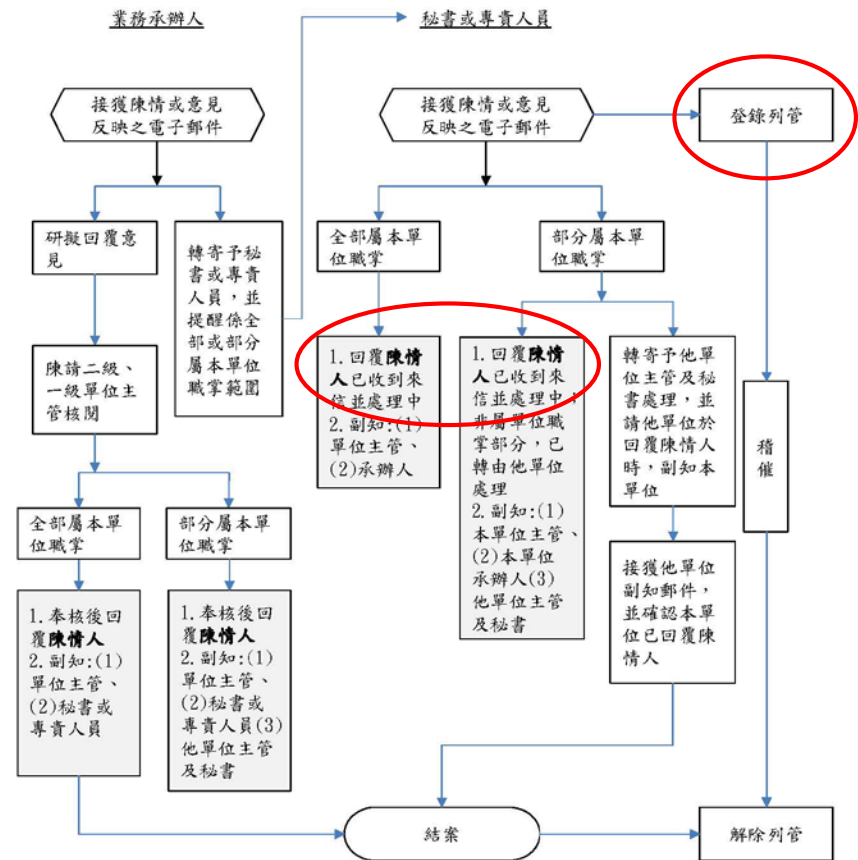 業務承辦人
秘書或專責人員
接獲陳情或意見
反映之電子郵件
接獲陳情或意見
反映之電子郵件
登錄列管
研擬回覆意
見
轉寄予秘
書或專責
人員，並
提醒係全
部或部分
屬本單位
職掌範圍
全部屬本單
位職掌
部分屬本單
位職掌
陳請二級、
一級單位主
管核閱
1.回覆陳情
人已收到來
信並處理中
2.副知:(1)
單位主管、
(2)承辦人
1.回覆陳情
人已收到來
信並處理中，
非屬單位職
掌部分，已
轉由他單位
處理
2.副知:(1)
本單位主管、
(2)本單位
承辦人(3)
他單位主管
及秘書
轉寄予他單
位主管及秘
書處理，並
請他單位於
回覆陳情人
時，副知本
單位
稽
催
全部屬本單
位職掌
部分屬本單
位職掌
接獲他單位
副知郵件，
並確認本單
位已回覆陳
情人
1.奉核後回
覆陳情人
2.副知:(1)
單位主管、
(2)秘書或
專責人員
1.奉核後回
覆陳情人
2.副知:(1)
單位主管、
(2)秘書或
專責人員(3)
他單位主管
及秘書
結案
解除列管